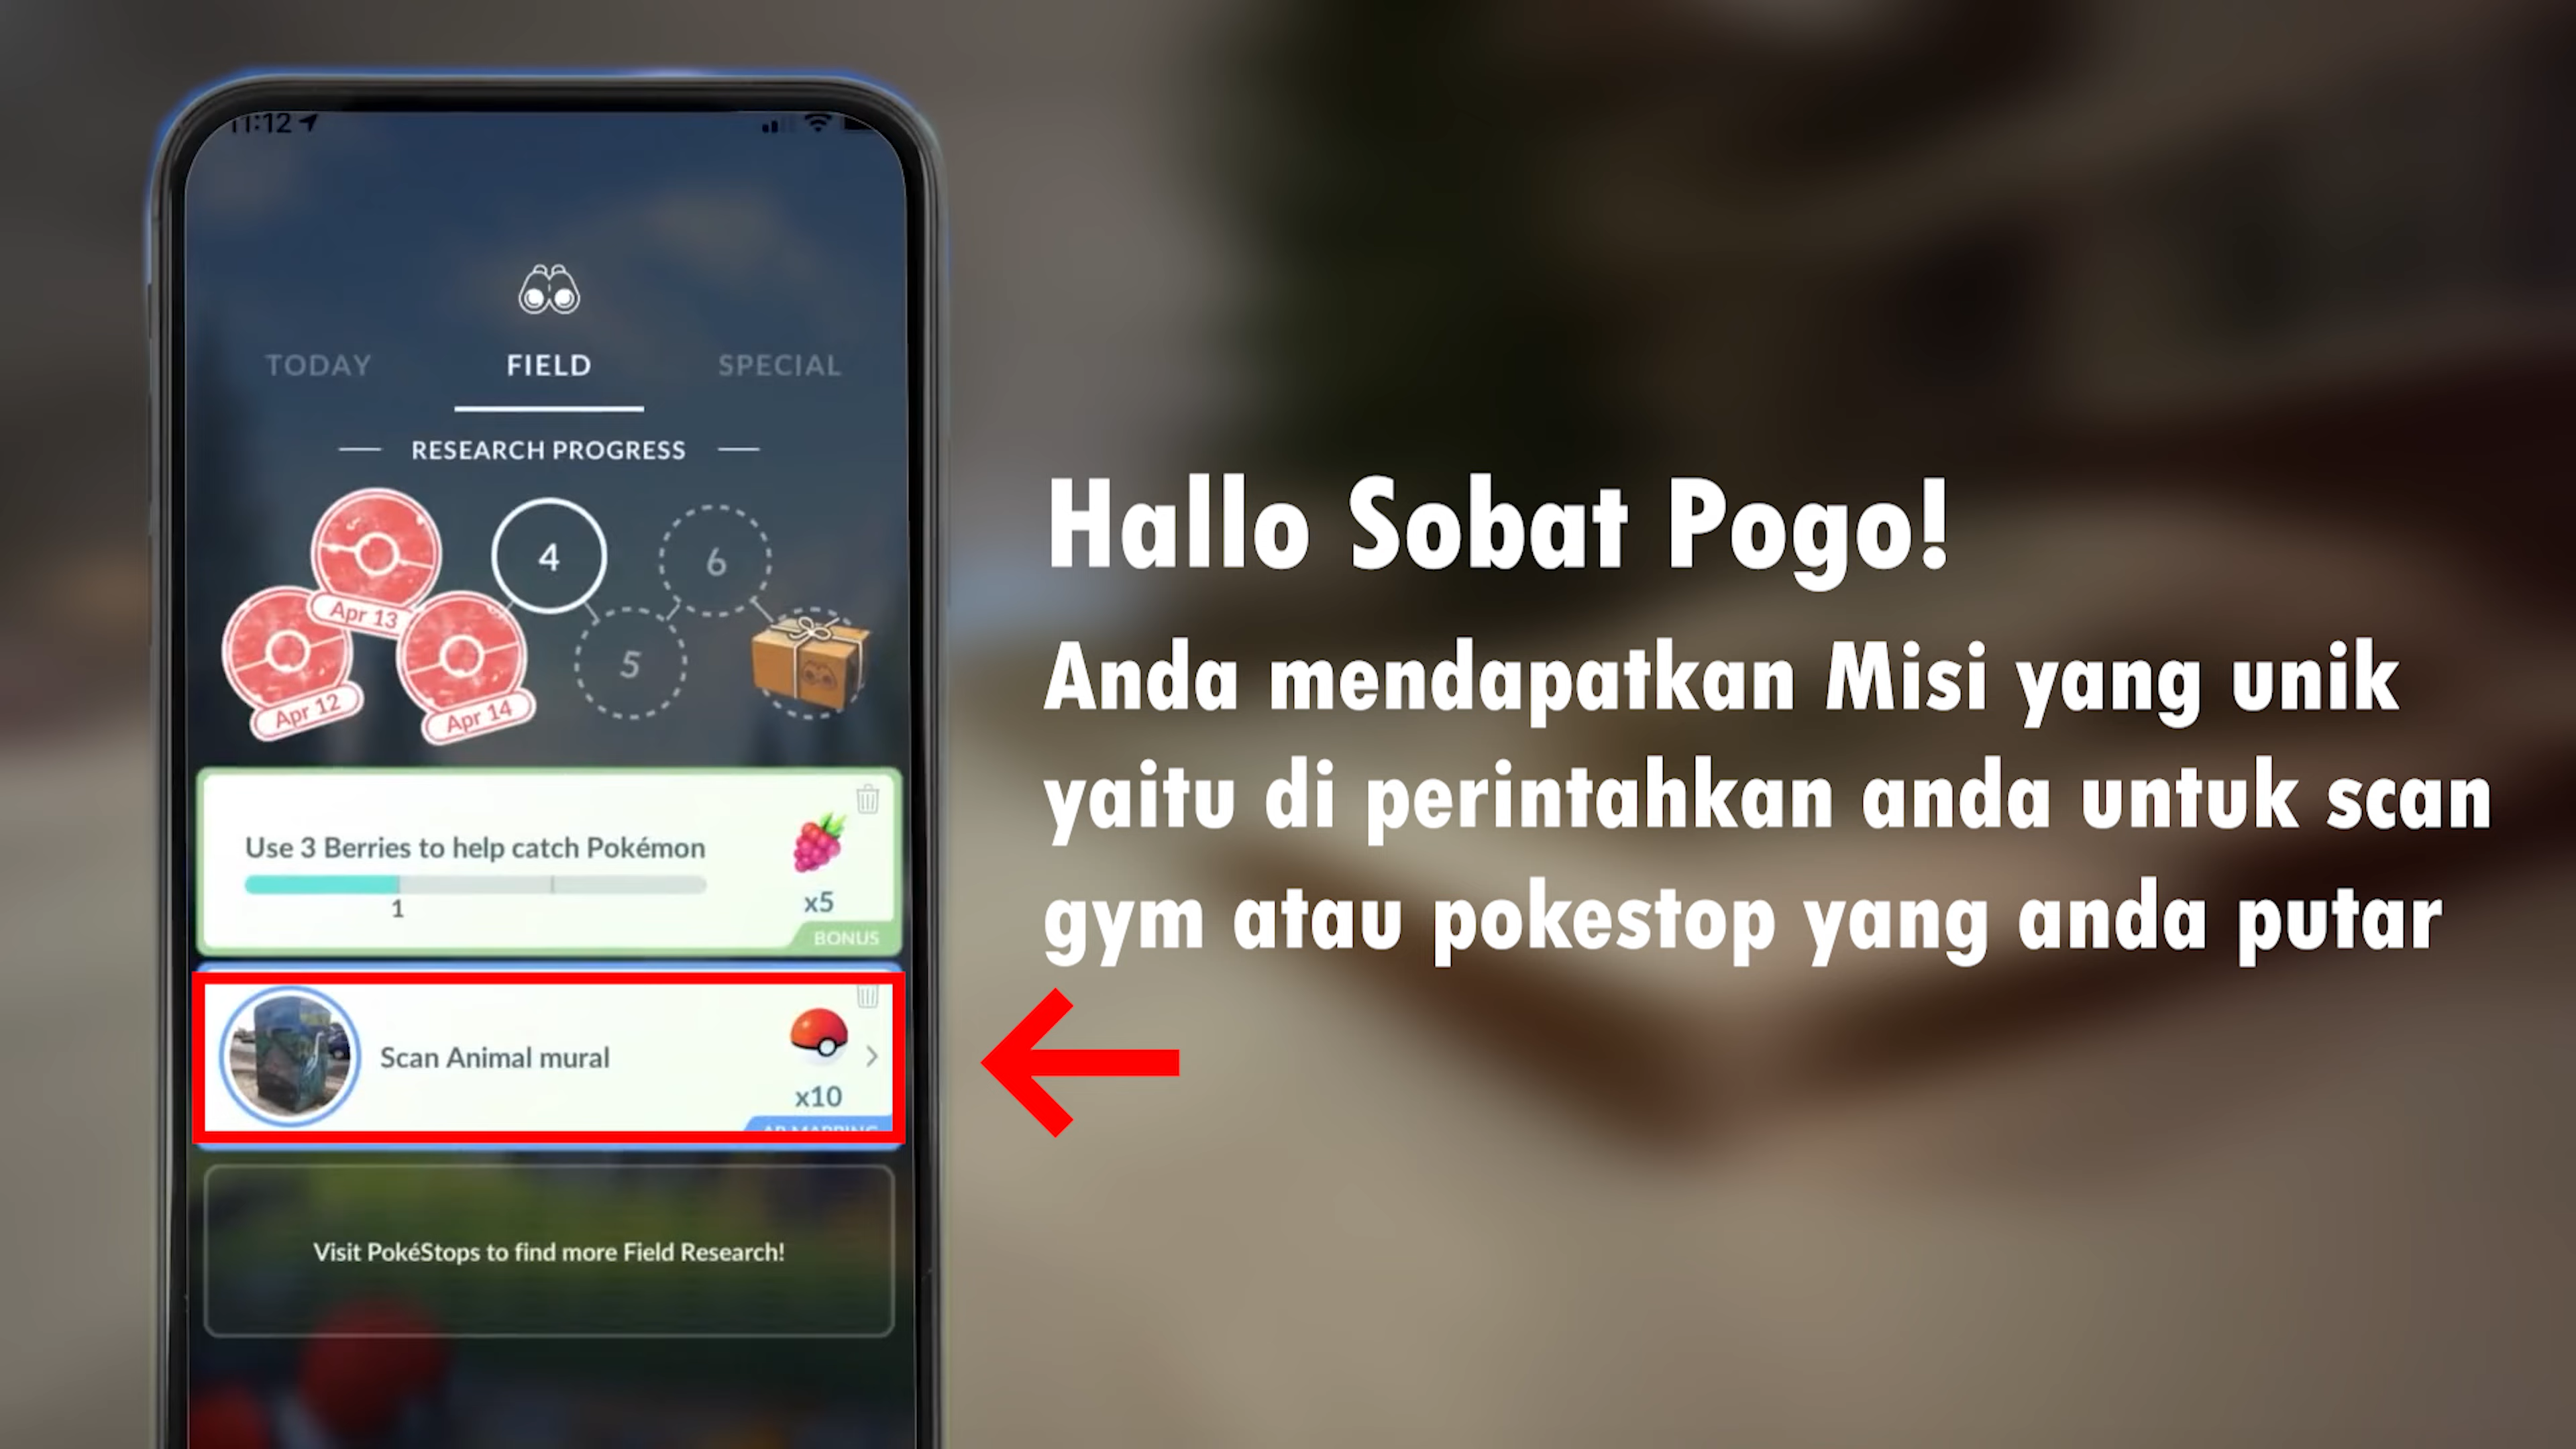 11:12
TODAY FIELD SPECIAL
RESEARCH PROGRESS
4 6
Apr 13
5
Apr 12 Apr 14
Use 3 Berries to help catch Pokémon
1
x5
BONUS
Scan Animal mural
x10
AR MAPPING
Visit PokéStops to find more Field Research!
Hallo Sobat Pogo!
Anda mendapatkan Misi yang unik
yaitu di perintahkan anda untuk scan
gym atau pokestop yang anda putar